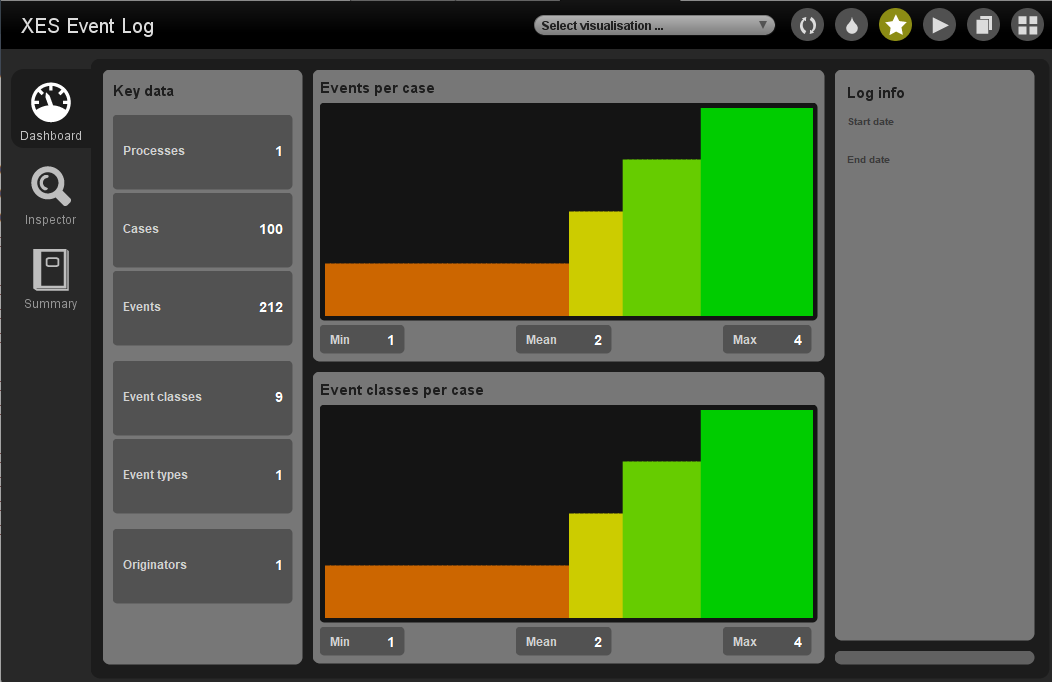 XES Event Log
Select visualisation ...
Dashboard
Inspector
Summary
Key data
Processes 1
Cases 100
Events 212
Event classes 9
Event types 1
Originators 1
Events per case
Min 1 Mean 2 Max 4
Event classes per case
Min 1 Mean 2 Max 4
Log info
Start date
End date